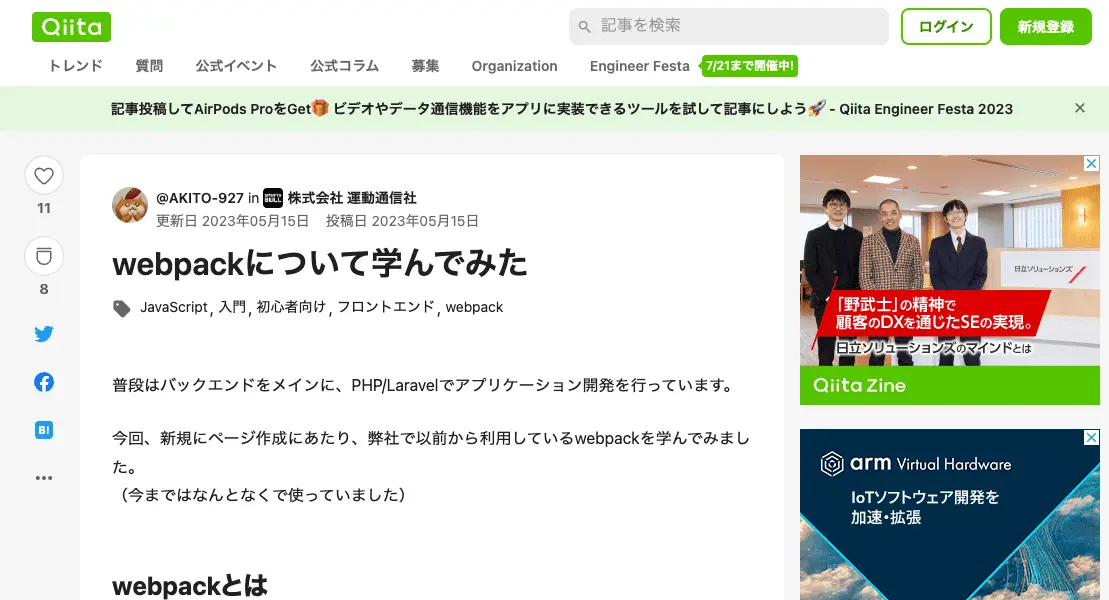 Qiita
記事を検索
ログイン
新規登録
トレンド
質問
公式イベント
公式コラム
募集
Organization
Engineer Festa
7/21まで開催中!
記事投稿してAirPods ProをGet🎁 ビデオやデータ通信機能をアプリに実装できるツールを試して記事にしよう🚀 - Qiita Engineer Festa 2023
11
8
B!
@AKITO-927 in 株式会社 運動通信社
更新日 2023年05月15日 投稿日 2023年05月15日
webpackについて学んでみた
JavaScript, 入門, 初心者向け, フロントエンド, webpack
普段はバックエンドをメインに、PHP/Laravelでアプリケーション開発を行っています。
今回、新規にページ作成にあたり、弊社で以前から利用しているwebpackを学んでみまし
た。
（今まではなんとなくで使っていました）
webpackとは
日立ソリューションズ
「野武士」の精神で
顧客のDXを通じたSEの実現。
日立ソリューションズのマインドとは
Qiita Zine
arm Virtual Hardware
IoTソフトウェア開発を
加速・拡張